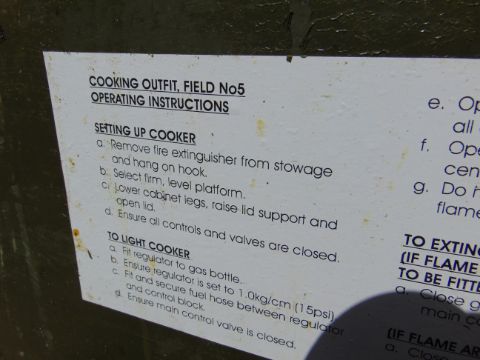 COOKING OUTFIT, FIELD No5
OPERATING INSTRUCTIONS
SETTING UP COOKER
a. Remove fire extinguisher from stowage
and hang on hook.
b. Select firm, level platform.
c. Lower cabinet legs, raise lid support and
open lid.
d. Ensure all controls and valves are closed.
TO LIGHT COOKER
a. Fit regulator to gas bottle.
b. Ensure regulator is set to 1.0kg/cm (15psi)
c. Fit and secure fuel hose between regulator
and control block.
d. Ensure main control valve is closed.
e. Op
all
f. Ope
cen
g. Do n
flame
TO EXTING
(IF FLAME
TO BE FITTE
a. Close g
main c
(IF FLAME AR
a. Close